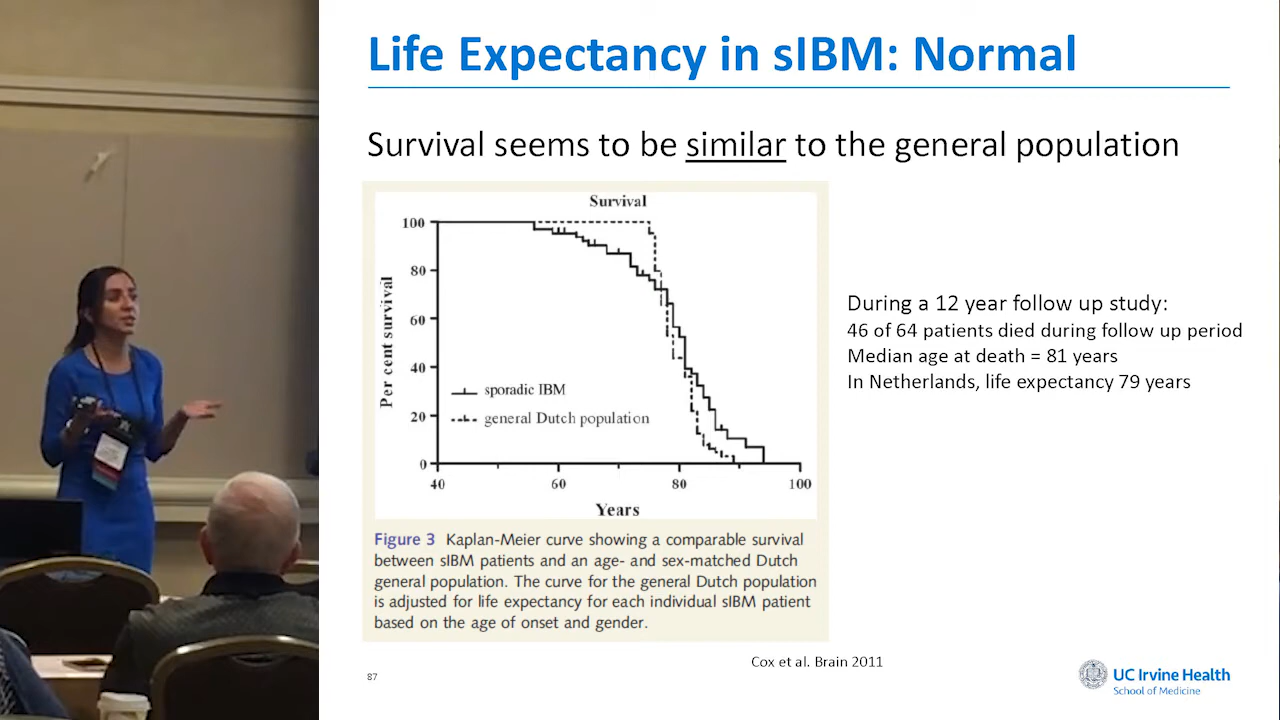 Life Expectancy in sIBM: Normal
Survival seems to be similar to the general population
Survival
100
80
60
40
20
0
Per cent survival
sporadic IBM
general Dutch population
40
60
80
100
Years
Figure 3 Kaplan-Meier curve showing a comparable survival
between sIBM patients and an age- and sex-matched Dutch
general population. The curve for the general Dutch population
is adjusted for life expectancy for each individual sIBM patient
based on the age of onset and gender.
During a 12 year follow up study:
46 of 64 patients died during follow up period
Median age at death = 81 years
In Netherlands, life expectancy 79 years
Cox et al. Brain 2011
87
UC Irvine Health
School of Medicine